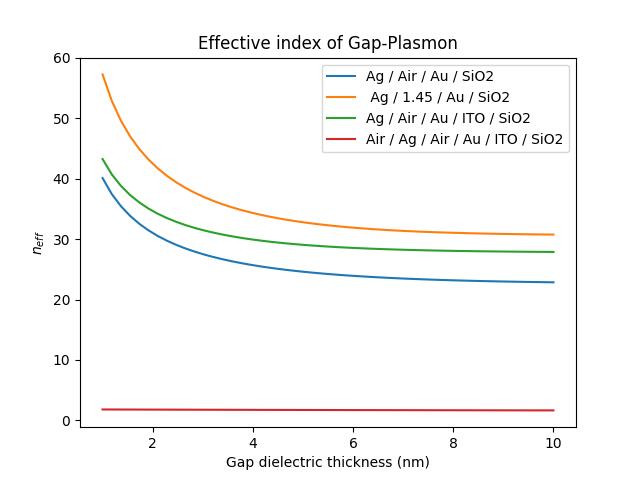 Effective index of Gap-Plasmon
60
50
40
30
20
10
0
n_eff
Ag / Air / Au / SiO2
Ag / 1.45 / Au / SiO2
Ag / Air / Au / ITO / SiO2
Air / Ag / Air / Au / ITO / SiO2
2 4 6 8 10
Gap dielectric thickness (nm)